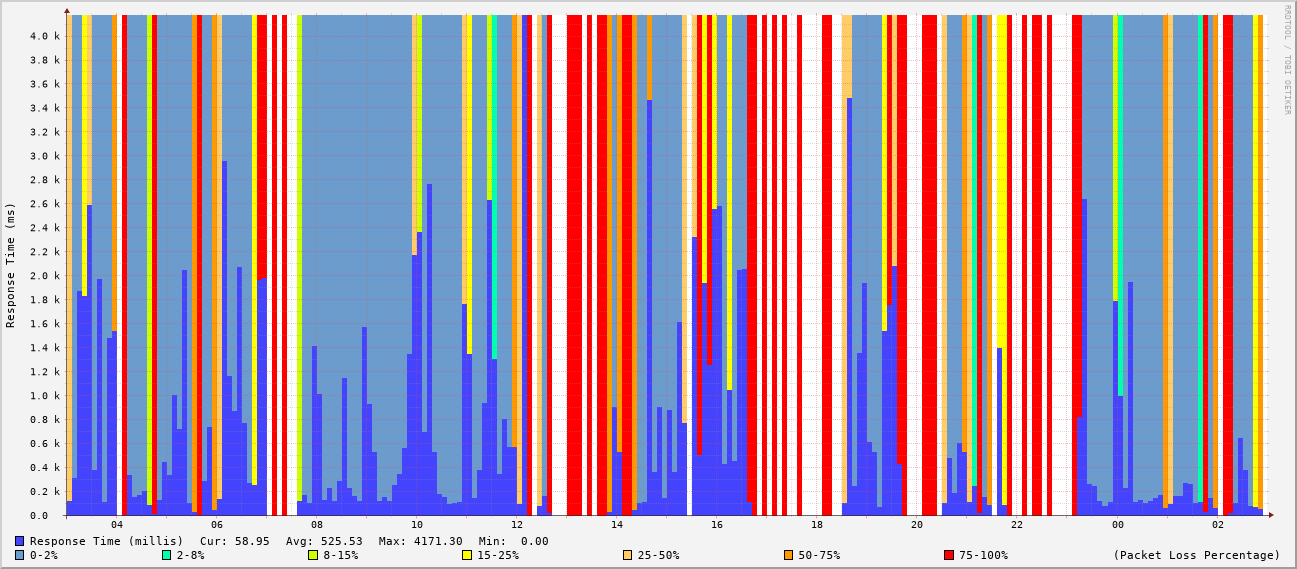 RRDTOOL / TOBI OETIKER
Response Time (ms)
4.0 k
3.8 k
3.6 k
3.4 k
3.2 k
3.0 k
2.8 k
2.6 k
2.4 k
2.2 k
2.0 k
1.8 k
1.6 k
1.4 k
1.2 k
1.0 k
0.8 k
0.6 k
0.4 k
0.2 k
0.0
04 06 08 10 12 14 16 18 20 22 00 02
Response Time (millis) Cur: 58.95 Avg: 525.53 Max: 4171.30 Min: 0.00
0-2% 2-8% 8-15% 15-25% 25-50% 50-75% 75-100% (Packet Loss Percentage)